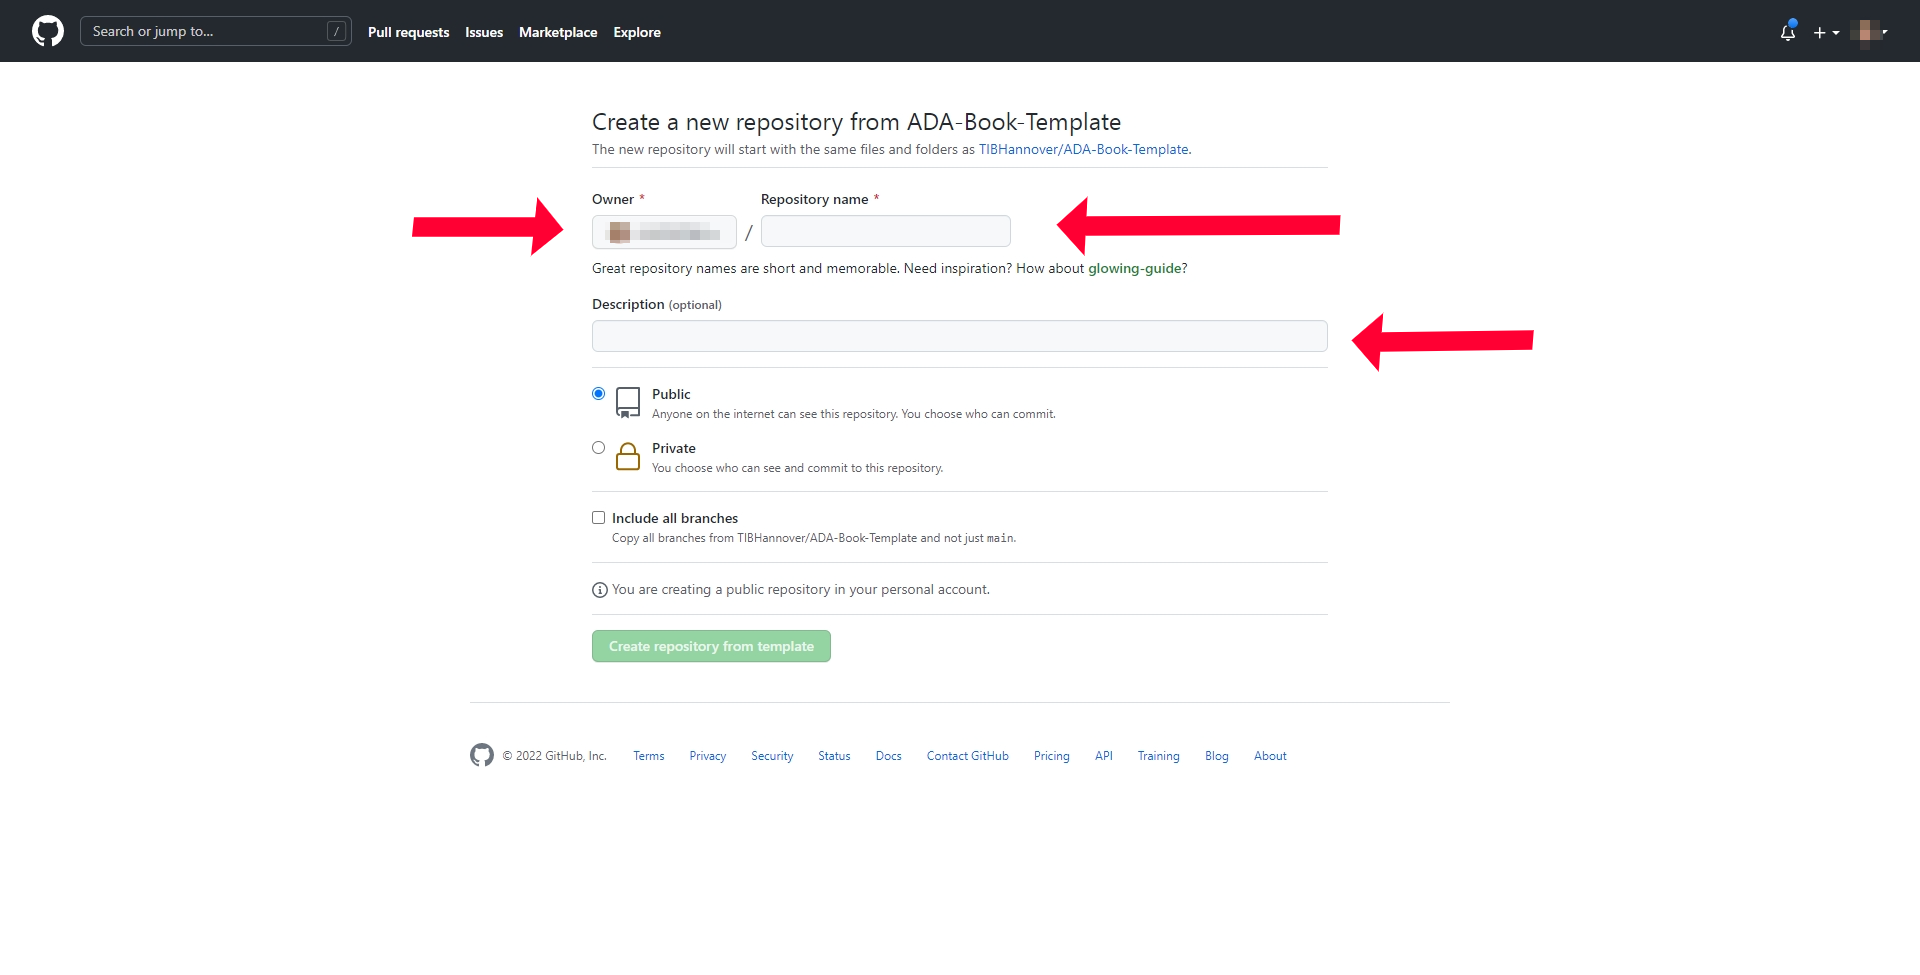 Search or jump to... / Pull requests Issues Marketplace Explore
Create a new repository from ADA-Book-Template
The new repository will start with the same files and folders as TIBHannover/ADA-Book-Template.
Owner * Repository name *
/
Great repository names are short and memorable. Need inspiration? How about glowing-guide?
Description (optional)
Public
Anyone on the internet can see this repository. You choose who can commit.
Private
You choose who can see and commit to this repository.
Include all branches
Copy all branches from TIBHannover/ADA-Book-Template and not just main.
You are creating a public repository in your personal account.
Create repository from template
© 2022 GitHub, Inc. Terms Privacy Security Status Docs Contact GitHub Pricing API Training Blog About